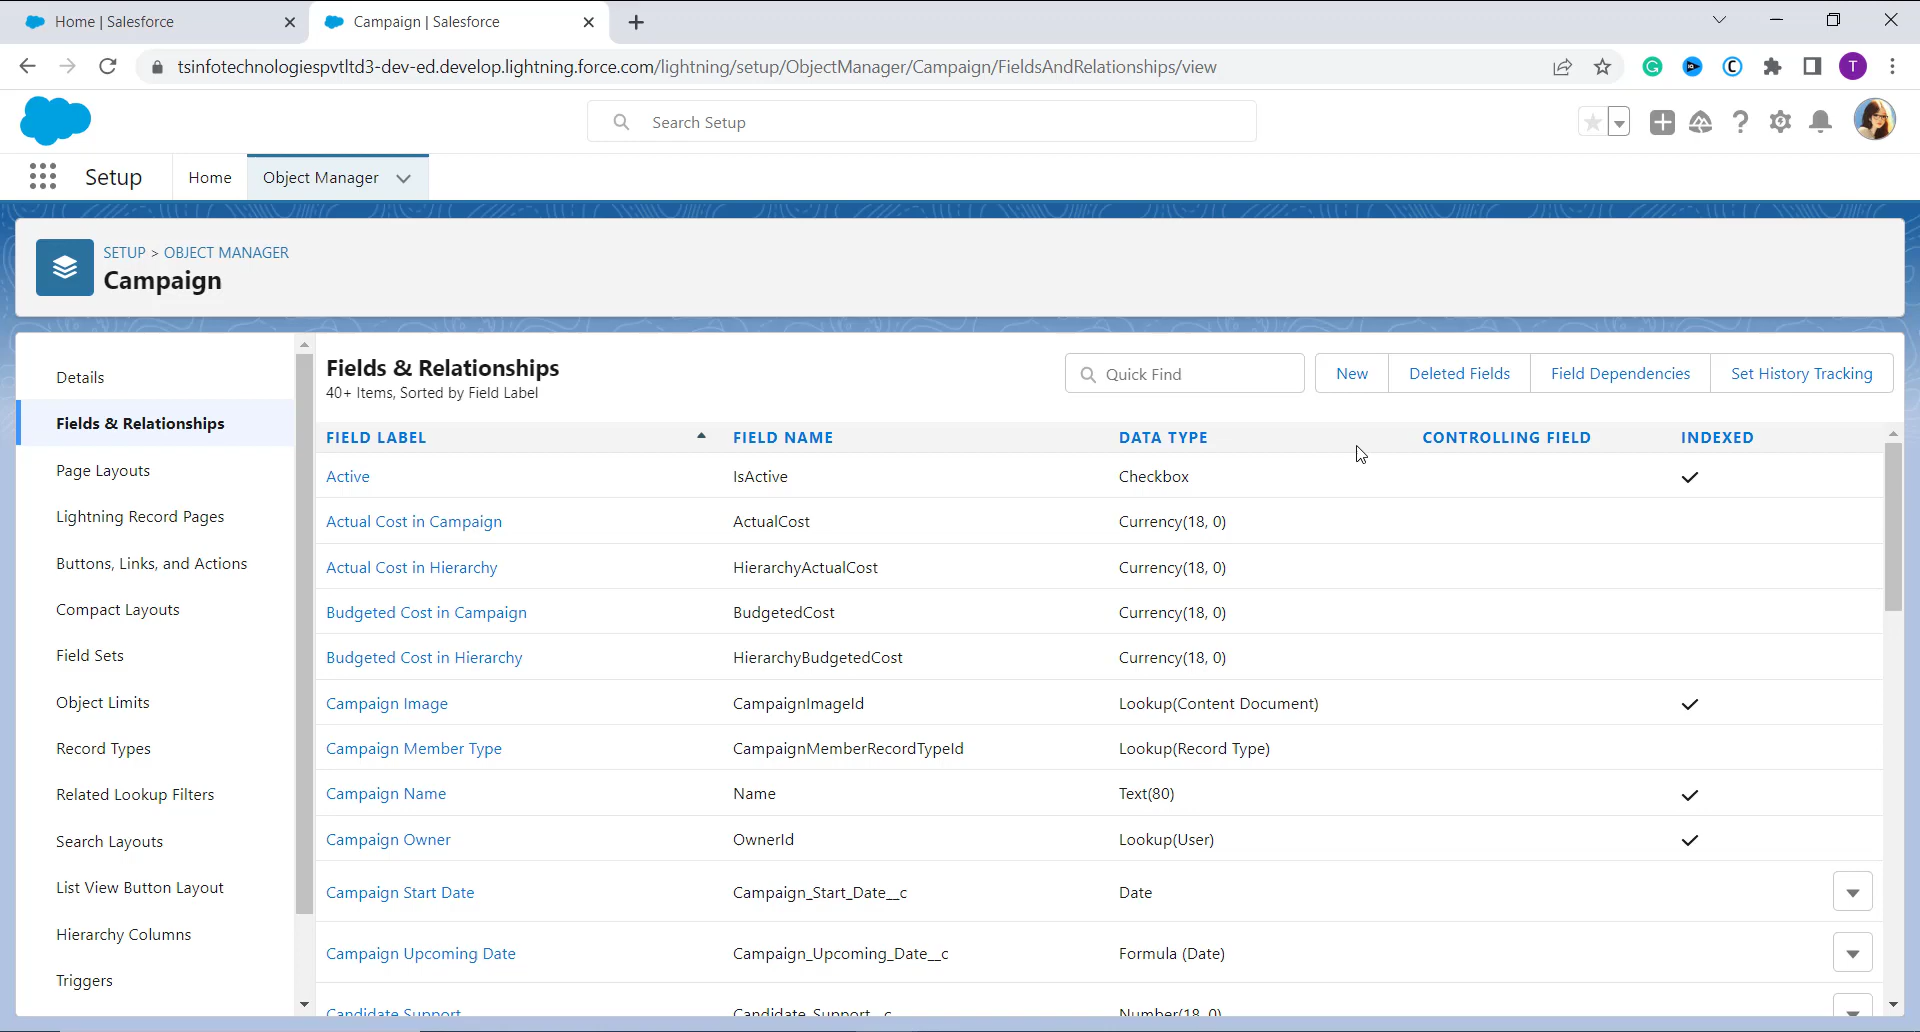 Home | Salesforce
Campaign | Salesforce
tsinfotechnologiespvtltd3-dev-ed.develop.lightning.force.com/lightning/setup/ObjectManager/Campaign/FieldsAndRelationships/view
T
Search Setup
Setup
Home
Object Manager
SETUP > OBJECT MANAGER
Campaign
Details
Fields & Relationships
Page Layouts
Lightning Record Pages
Buttons, Links, and Actions
Compact Layouts
Field Sets
Object Limits
Record Types
Related Lookup Filters
Search Layouts
List View Button Layout
Hierarchy Columns
Triggers
Fields & Relationships
40+ Items, Sorted by Field Label
Quick Find
New
Deleted Fields
Field Dependencies
Set History Tracking
FIELD LABEL FIELD NAME DATA TYPE CONTROLLING FIELD INDEXED
Active IsActive Checkbox
Actual Cost in Campaign ActualCost Currency(18, 0)
Actual Cost in Hierarchy HierarchyActualCost Currency(18, 0)
Budgeted Cost in Campaign BudgetedCost Currency(18, 0)
Budgeted Cost in Hierarchy HierarchyBudgetedCost Currency(18, 0)
Campaign Image CampaignImageId Lookup(Content Document)
Campaign Member Type CampaignMemberRecordTypeId Lookup(Record Type)
Campaign Name Name Text(80)
Campaign Owner OwnerId Lookup(User)
Campaign Start Date Campaign_Start_Date__c Date
Campaign Upcoming Date Campaign_Upcoming_Date__c Formula (Date)
Candidate Support Candidate_Support__c Number(18, 0)